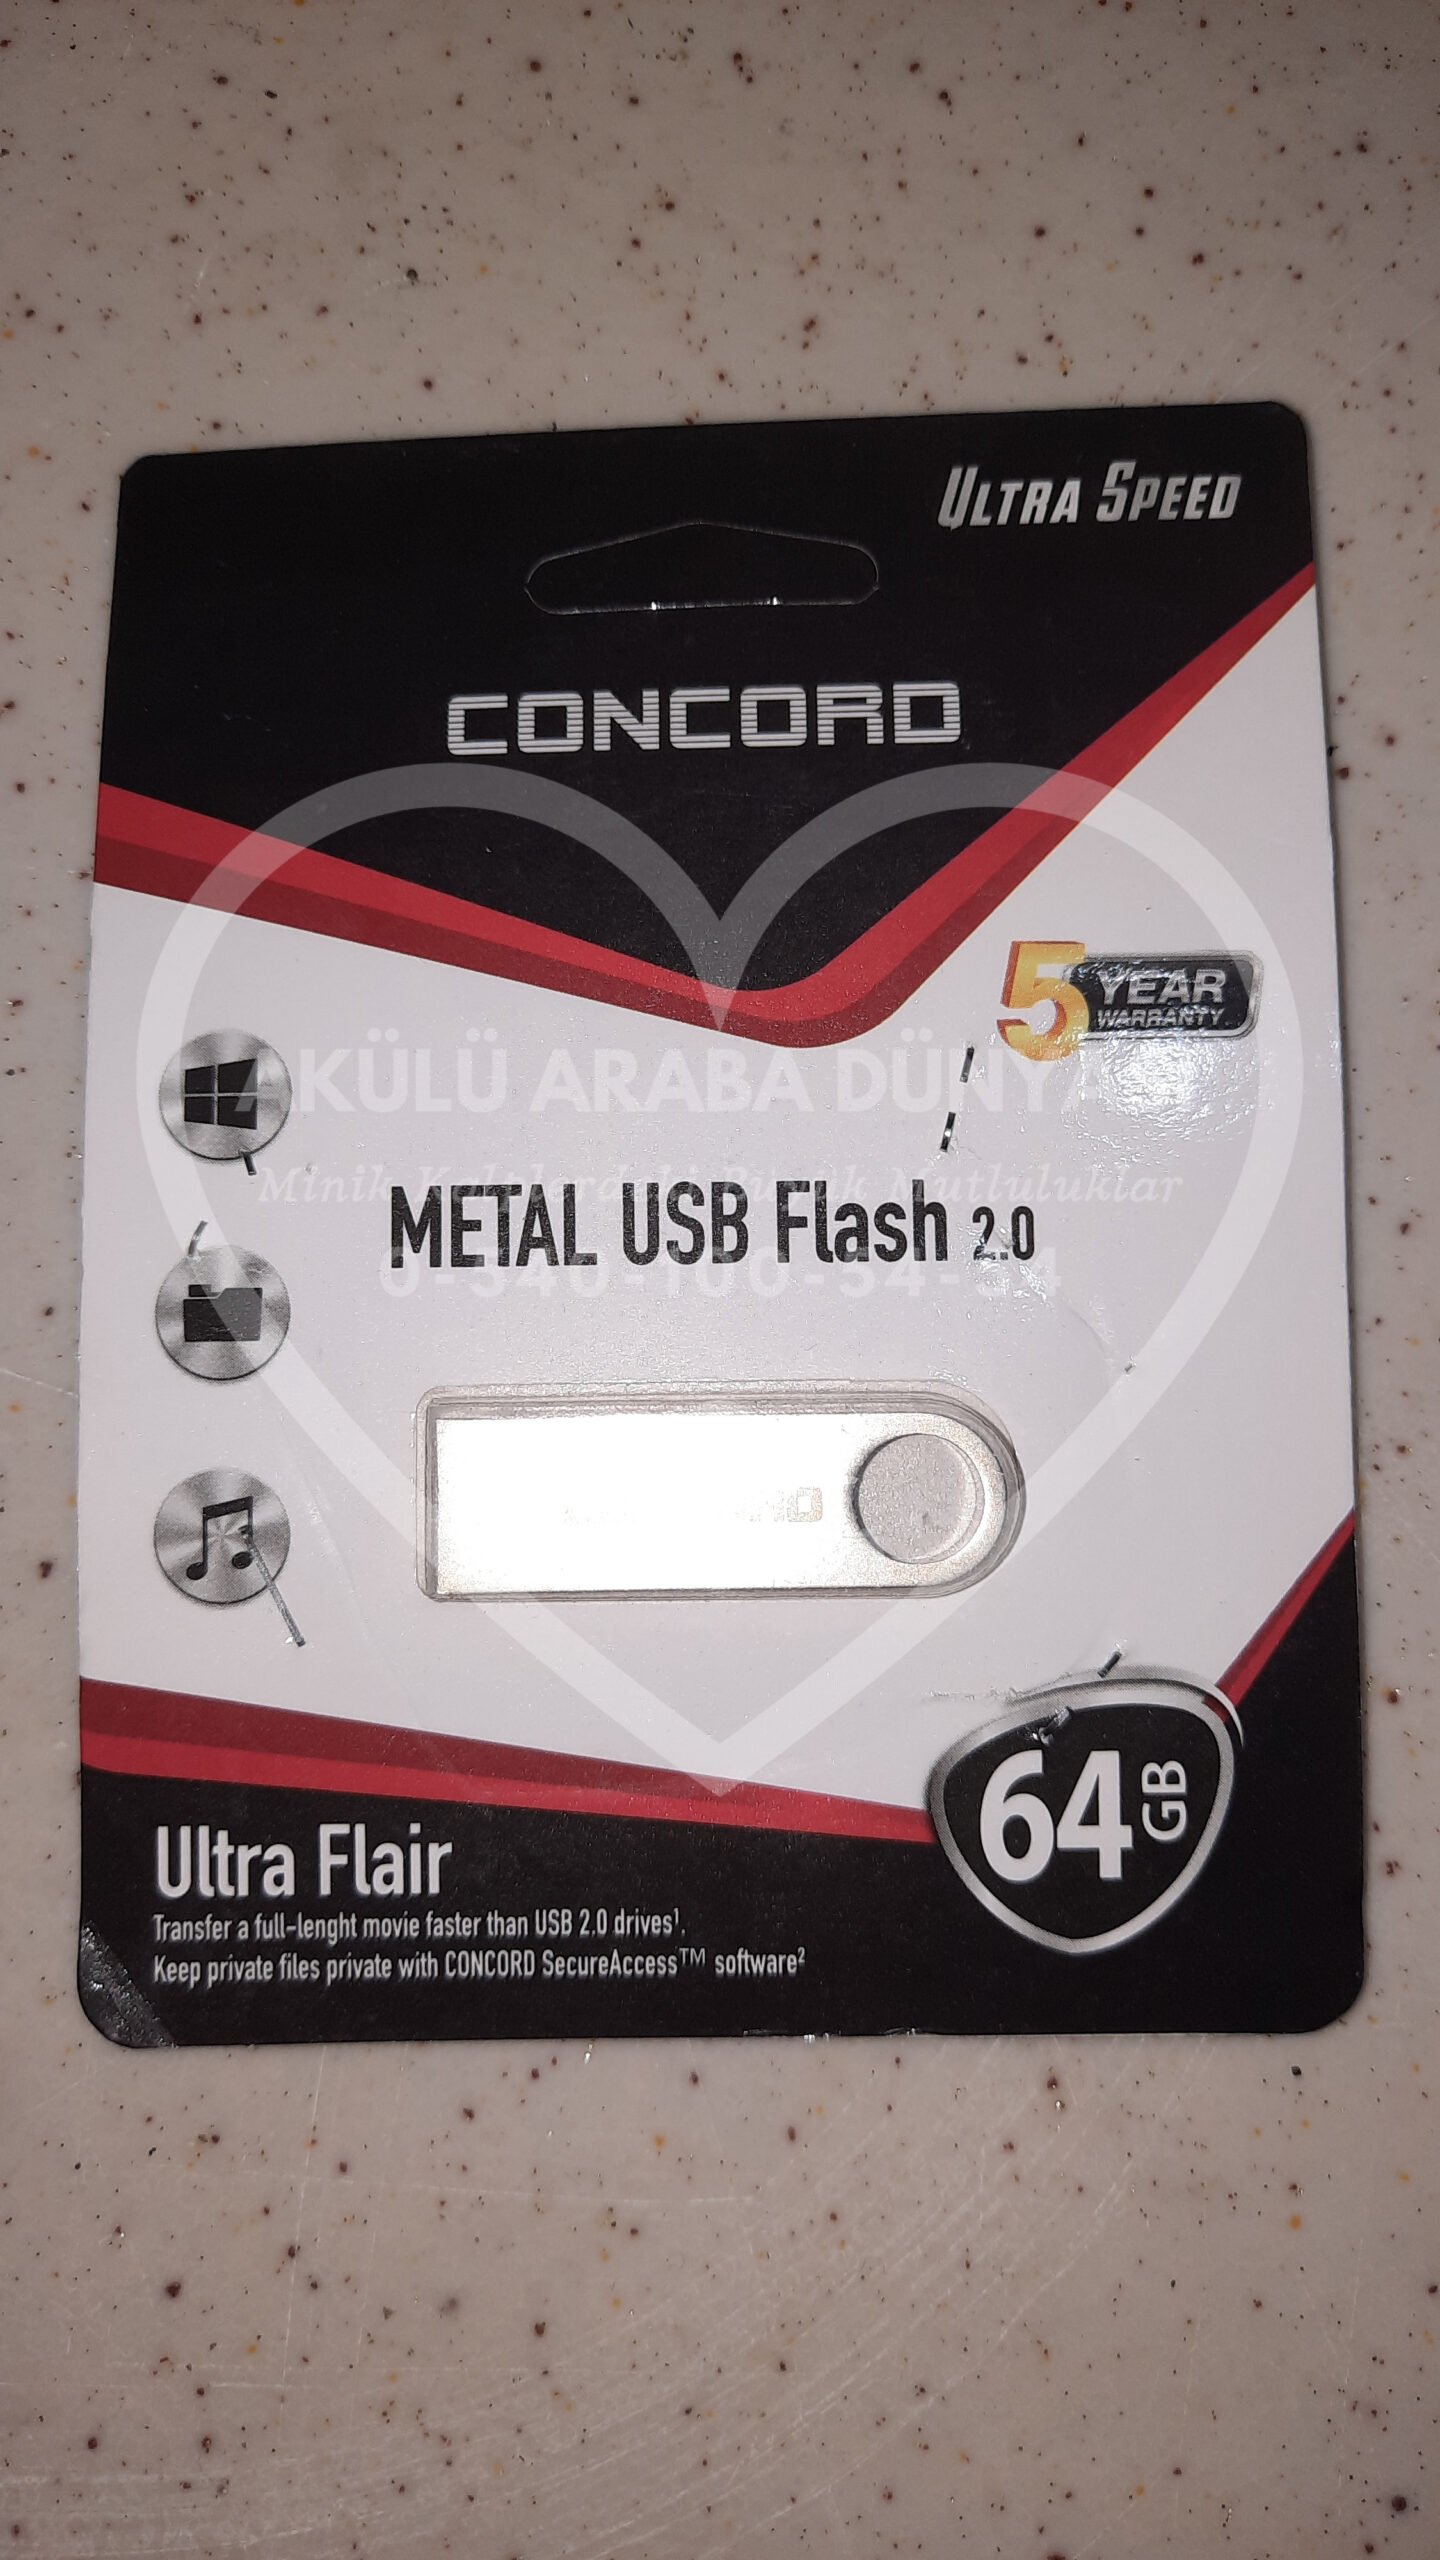 ULTRA SPEED
CONCORD
5 YEAR
WARRANTY
AKÜLÜ ARABA
METAL USB Flash 2.0
64 GB
Ultra Flair
Transfer a full-lenght movie faster than USB 2.0 drives¹.
Keep private files private with CONCORD SecureAccess™ software²